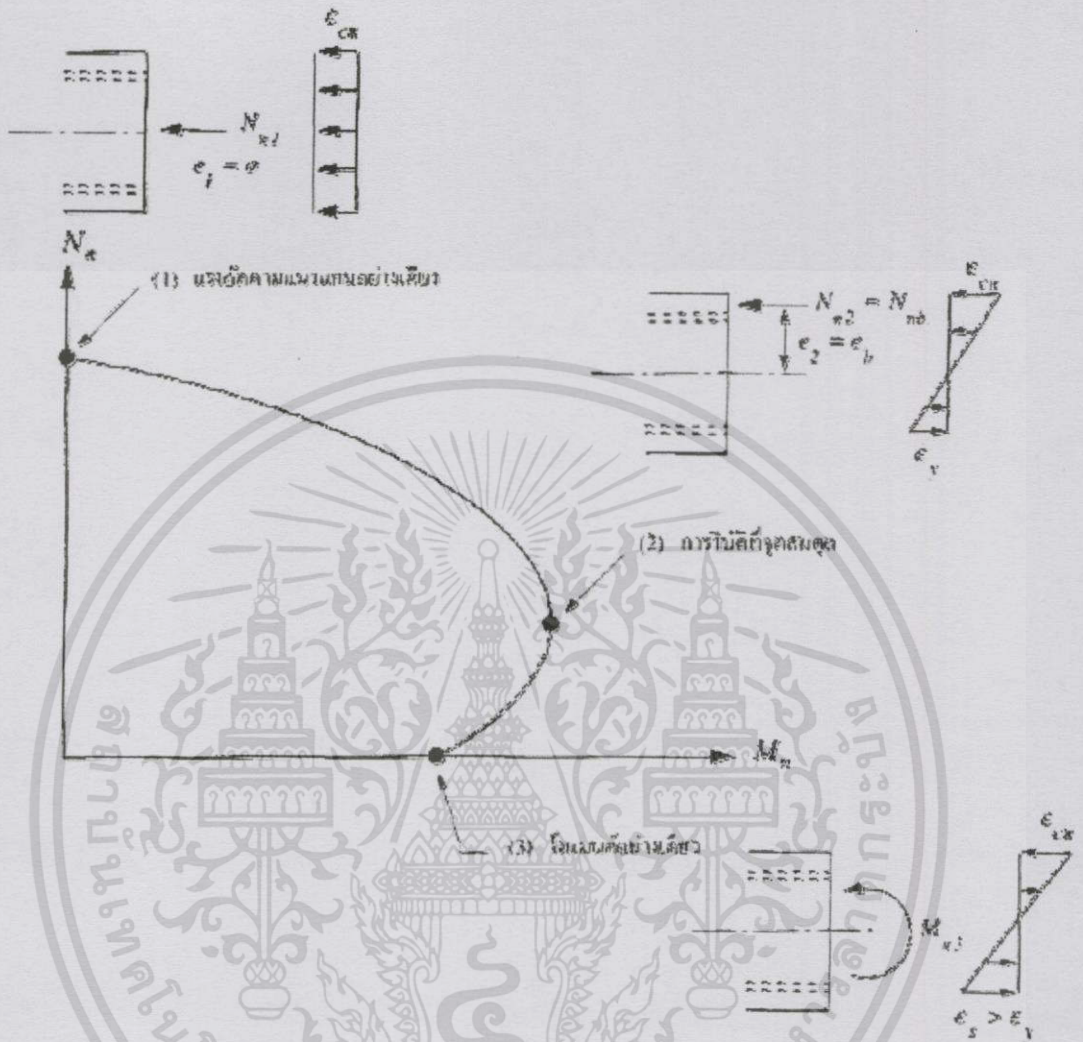 ε_cu
N_n1
e_1 = o
N_n
(1) แรงอัดตามแนวแกนอย่างเดียว
N_n2 = N_nb
e_2 = e_b
ε_cu
ε_y
(2) การวิบัติที่จุดสมดุล
M_n
(3) โมเมนต์อย่างเดียว
M_n3
ε_cu
ε_s > ε_y